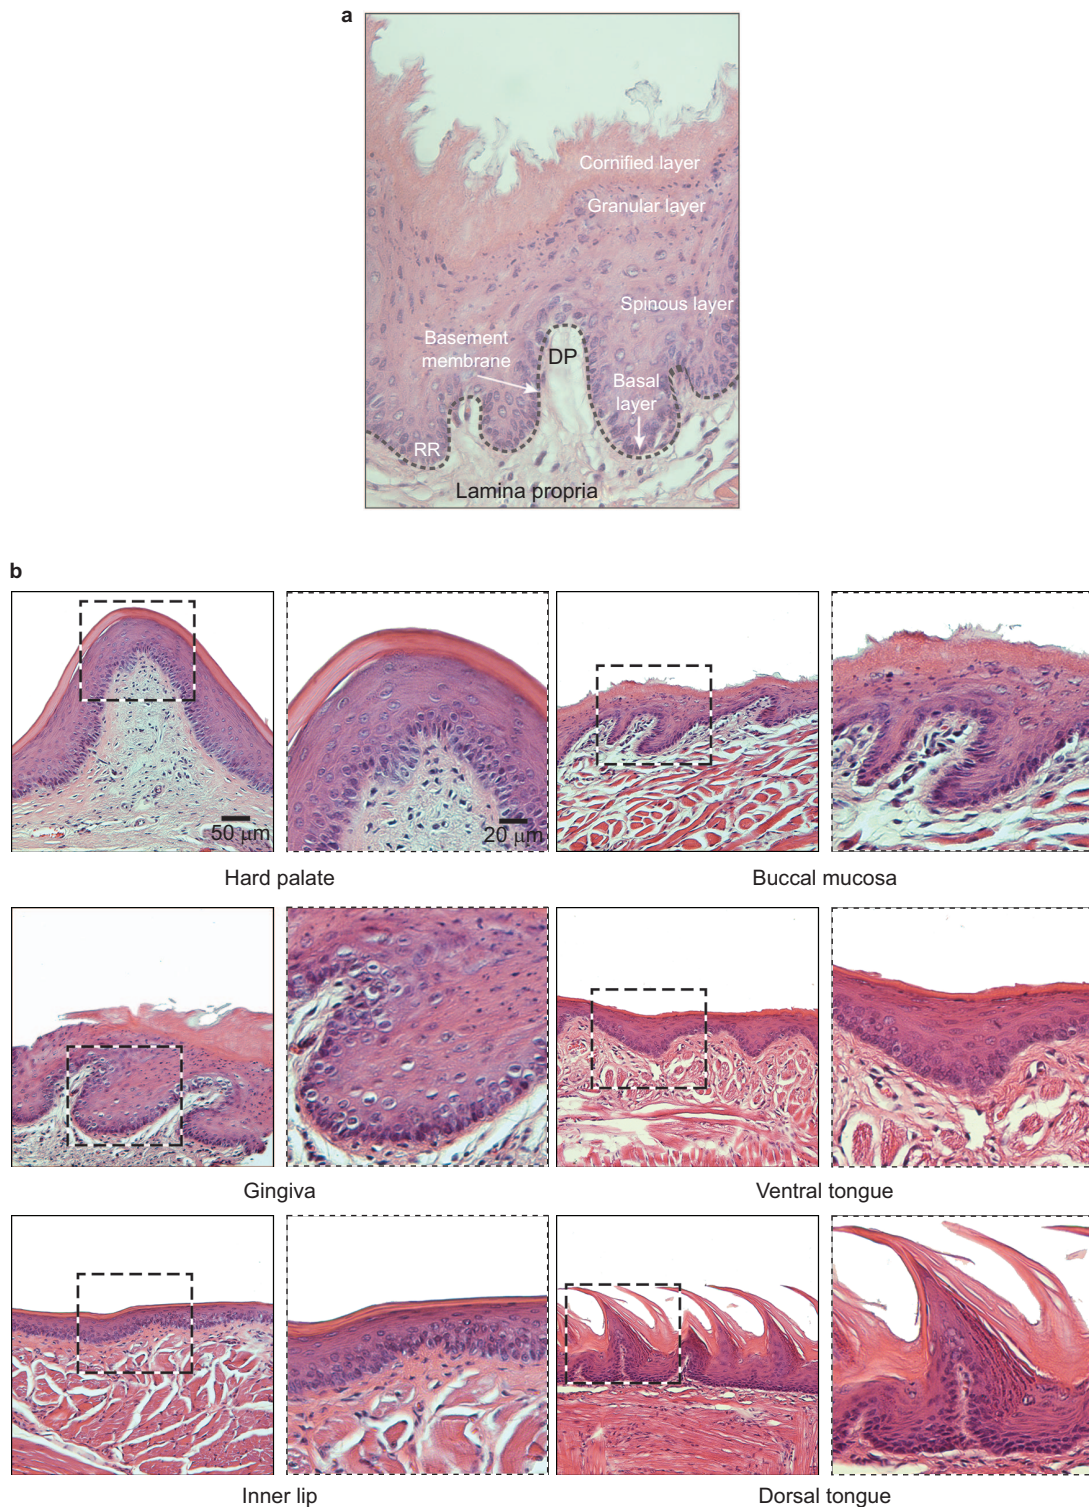 a
Cornified layer
Granular layer
Spinous layer
Basement
membrane
DP
Basal
layer
RR
Lamina propria
b
50 μm
20 μm
Hard palate
Buccal mucosa
Gingiva
Ventral tongue
Inner lip
Dorsal tongue